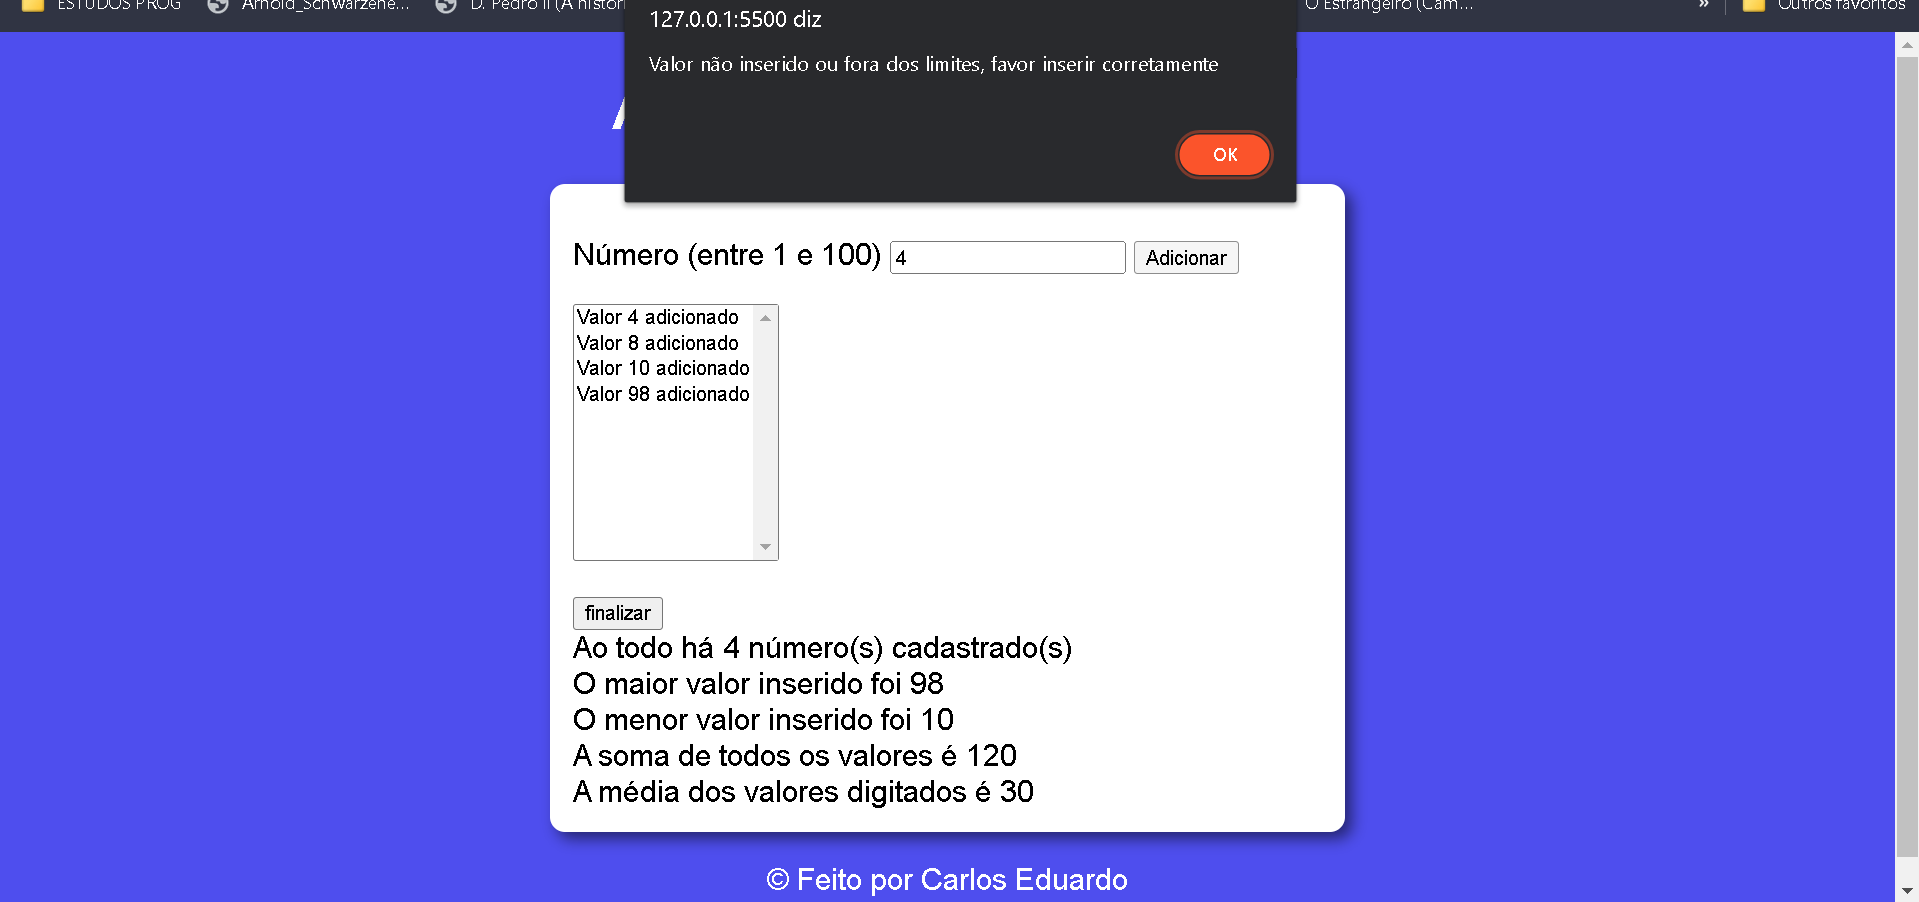 ESTUDOS PROG Arnold_Schwarzene... D. Pedro II (A histór O Estrangeiro (Cam... » Outros favoritos
127.0.0.1:5500 diz
Valor não inserido ou fora dos limites, favor inserir corretamente
OK
Número (entre 1 e 100) 4 Adicionar
Valor 4 adicionado
Valor 8 adicionado
Valor 10 adicionado
Valor 98 adicionado
finalizar
Ao todo há 4 número(s) cadastrado(s)
O maior valor inserido foi 98
O menor valor inserido foi 10
A soma de todos os valores é 120
A média dos valores digitados é 30
© Feito por Carlos Eduardo